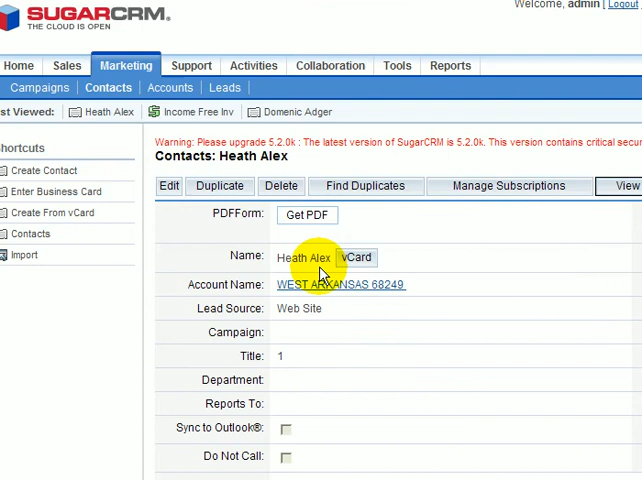 SUGARCRM.
THE CLOUD IS OPEN
Welcome, admin [ Logout
Home Sales Marketing Support Activities Collaboration Tools Reports
Campaigns Contacts Accounts Leads
st Viewed: Heath Alex Income Free Inv Domenic Adger
Shortcuts
Create Contact
Enter Business Card
Create From vCard
Contacts
Import
Warning: Please upgrade 5.2.0k : The latest version of SugarCRM is 5.2.0k. This version contains critical secur
Contacts: Heath Alex
Edit Duplicate Delete Find Duplicates Manage Subscriptions View
PDFForm: Get PDF
Name: Heath Alex vCard
Account Name: WEST ARKANSAS 68249
Lead Source: Web Site
Campaign:
Title: 1
Department:
Reports To:
Sync to Outlook®:
Do Not Call: